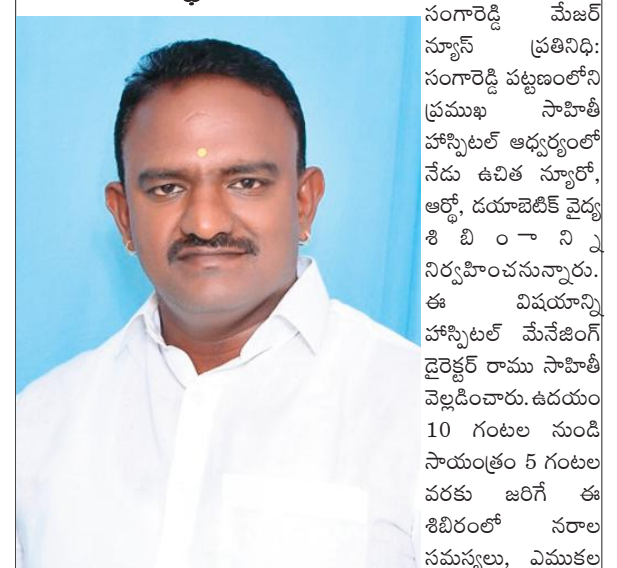 సంగారెడ్డి మేజర్
న్యూస్ ప్రతినిధి:
సంగారెడ్డి పట్టణంలోని
ప్రముఖ సాహితీ
హాస్పిటల్ ఆధ్వర్యంలో
నేడు ఉచిత న్యూరో,
ఆర్థో, డయాబెటిక్ వైద్య
శి బి ం ా ని న్ని
నిర్వహించనున్నారు.
ఈ విషయాన్ని
హాస్పిటల్ మేనేజింగ్
డైరెక్టర్ రాము సాహితీ
వెల్లడించారు. ఉదయం
10 గంటల నుండి
సాయంత్రం 5 గంటల
వరకు జరిగే ఈ
శిబిరంలో నరాల
సమస్యలు, ఎముకల